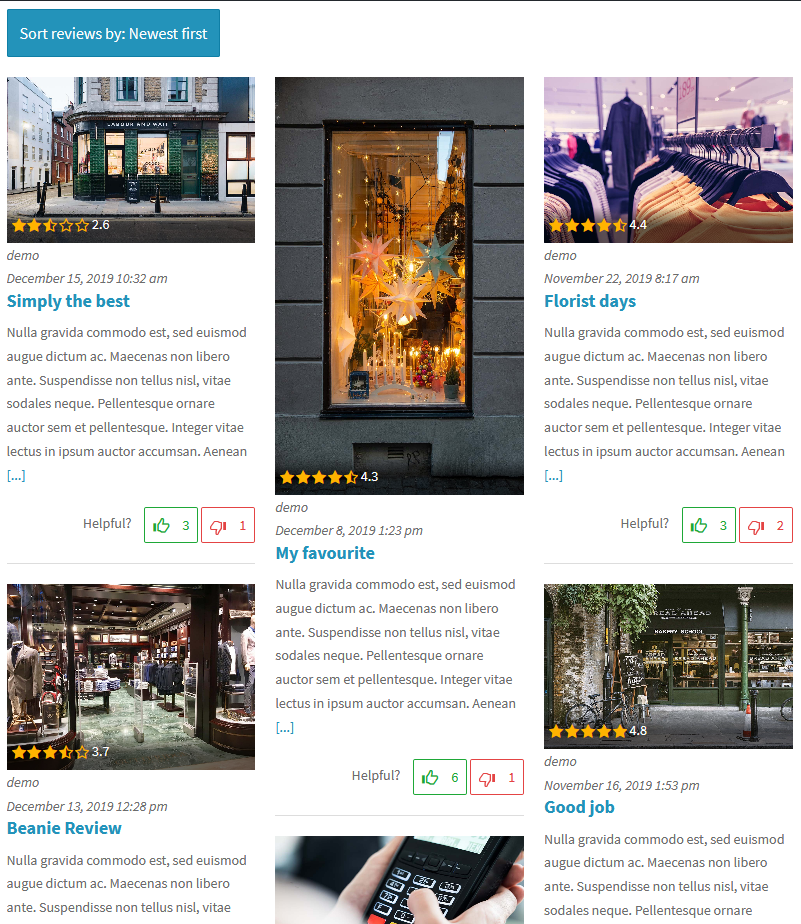 Sort reviews by: Newest first
LABOUR AND WAIT
2.6
demo
December 15, 2019 10:32 am
Simply the best
Nulla gravida commodo est, sed euismod
augue dictum ac. Maecenas non libero
ante. Suspendisse non tellus nisl, vitae
sodales neque. Pellentesque ornare
auctor sem et pellentesque. Integer vitae
lectus in ipsum auctor accumsan. Aenean
[...]
Helpful? 3 1
3.7
demo
December 13, 2019 12:28 pm
Beanie Review
Nulla gravida commodo est, sed euismod
augue dictum ac. Maecenas non libero
ante. Suspendisse non tellus nisl, vitae
4.3
demo
December 8, 2019 1:23 pm
My favourite
Nulla gravida commodo est, sed euismod
augue dictum ac. Maecenas non libero
ante. Suspendisse non tellus nisl, vitae
sodales neque. Pellentesque ornare
auctor sem et pellentesque. Integer vitae
lectus in ipsum auctor accumsan. Aenean
[...]
Helpful? 6 1
4.4
demo
November 22, 2019 8:17 am
Florist days
Nulla gravida commodo est, sed euismod
augue dictum ac. Maecenas non libero
ante. Suspendisse non tellus nisl, vitae
sodales neque. Pellentesque ornare
auctor sem et pellentesque. Integer vitae
lectus in ipsum auctor accumsan. Aenean
[...]
Helpful? 3 2
BREAD AHEAD
BAKERY SCHOOL
4.8
demo
November 16, 2019 1:53 pm
Good job
Nulla gravida commodo est, sed euismod
augue dictum ac. Maecenas non libero
ante. Suspendisse non tellus nisl, vitae
sodales neque. Pellentesque ornare